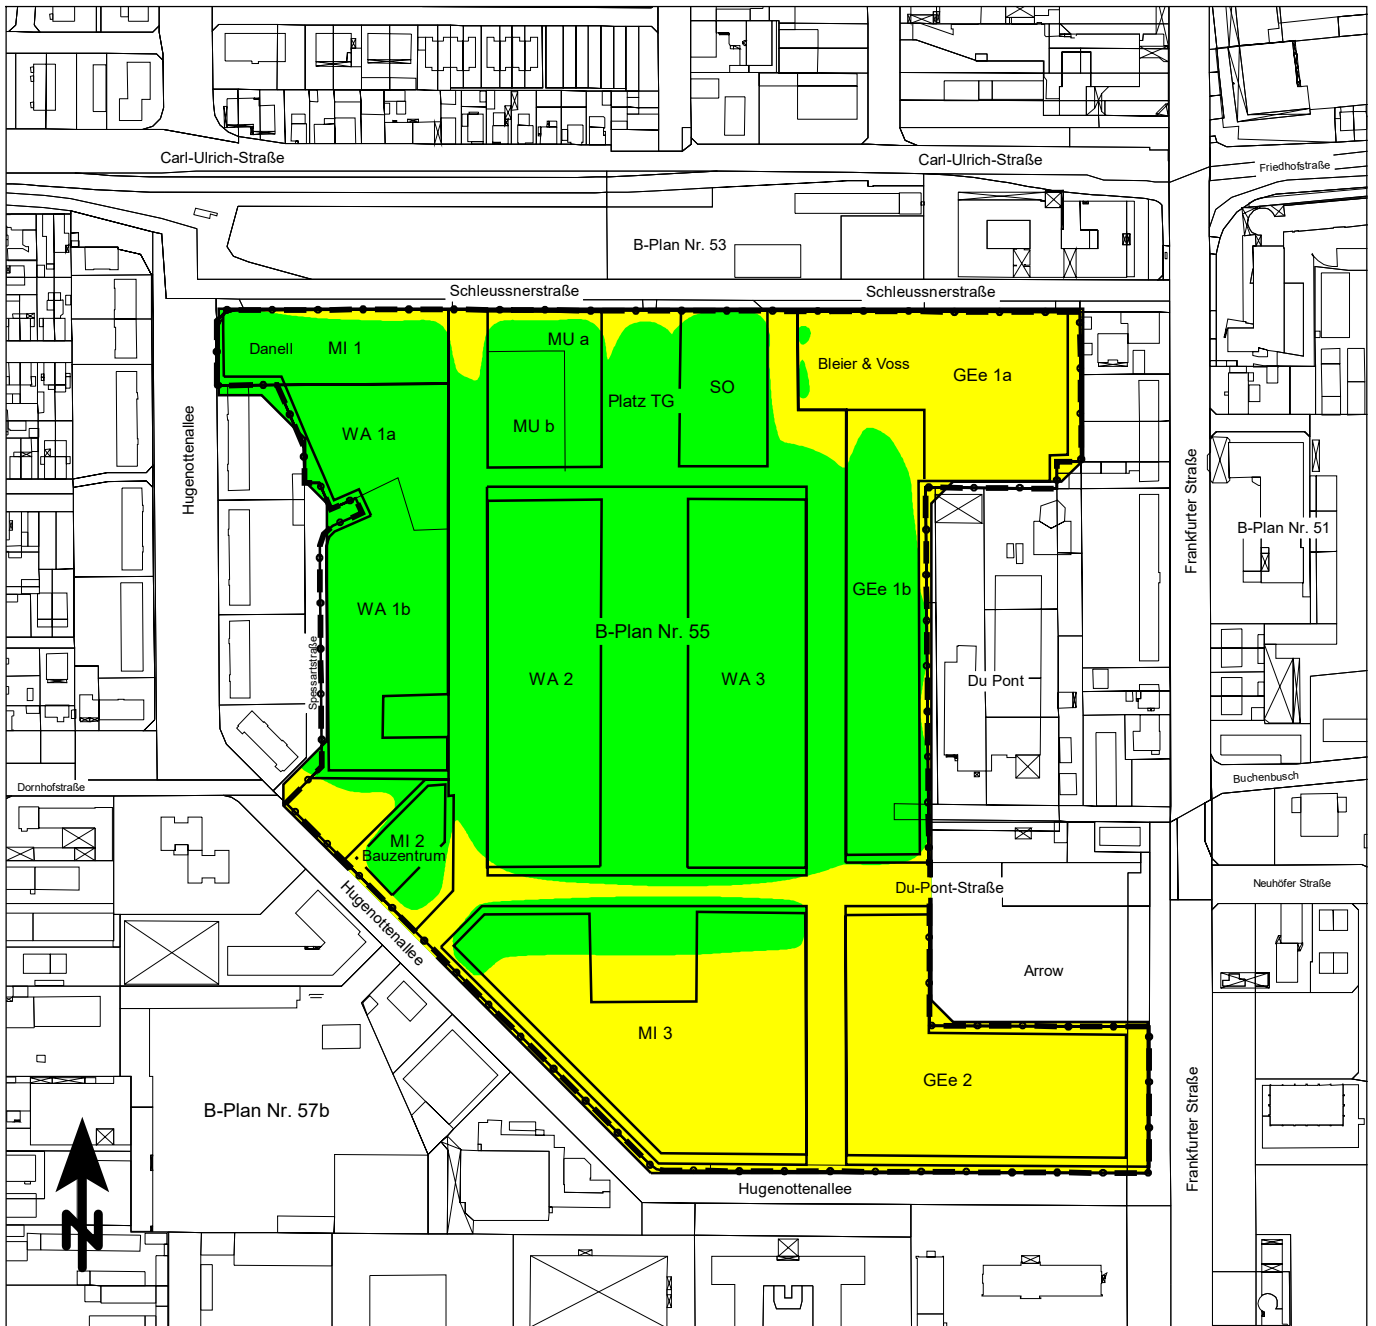 Carl-Ulrich-Straße
Carl-Ulrich-Straße
Friedhofstraße
B-Plan Nr. 53
Schleussnerstraße
Schleussnerstraße
Danell
MI 1
MU a
Bleier & Voss
GEe 1a
SO
Platz TG
MU b
WA 1a
Hugenottenallee
Frankfurter Straße
B-Plan Nr. 51
GEe 1b
WA 1b
B-Plan Nr. 55
Spessartstraße
WA 2
WA 3
Du Pont
Dornhofstraße
Buchenbusch
MI 2
Bauzentrum
Hugenottenallee
Du-Pont-Straße
Neuhöfer Straße
Arrow
MI 3
GEe 2
B-Plan Nr. 57b
Frankfurter Straße
Hugenottenallee
N